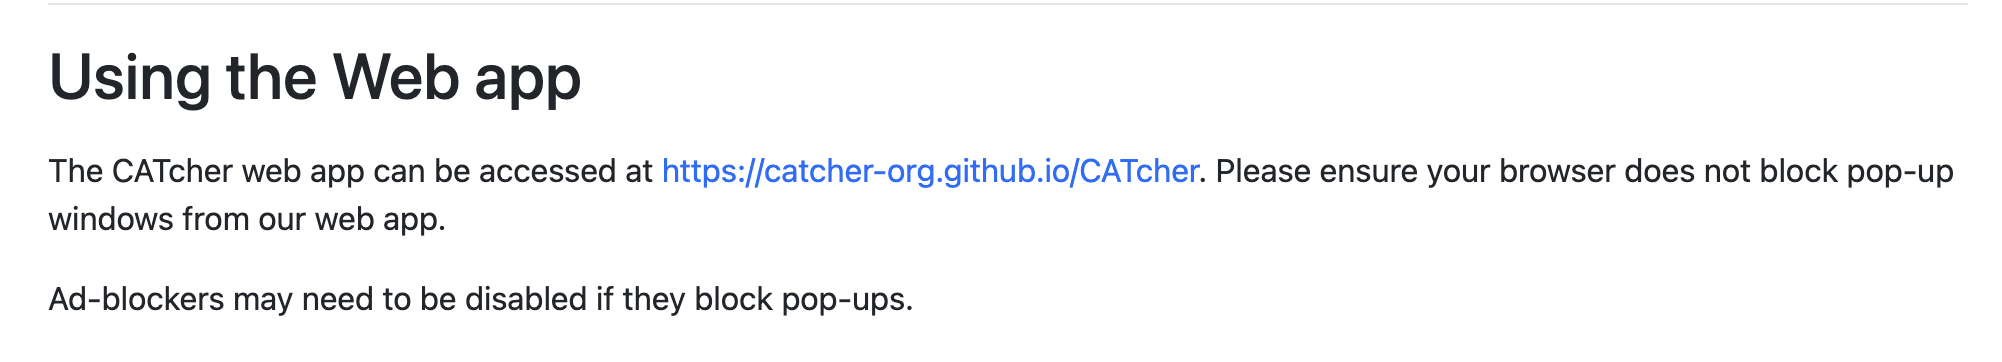 Using the Web app
The CATcher web app can be accessed at https://catcher-org.github.io/CATcher. Please ensure your browser does not block pop-up
windows from our web app.
Ad-blockers may need to be disabled if they block pop-ups.